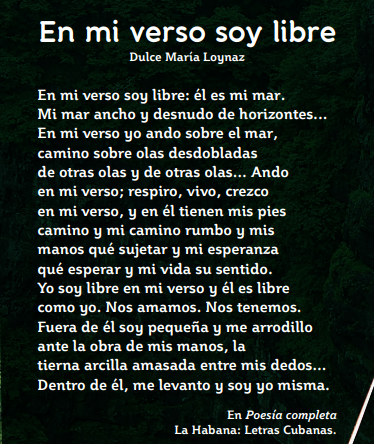 En mi verso soy libre
Dulce María Loynaz
En mi verso soy libre: él es mi mar.
Mi mar ancho y desnudo de horizontes...
En mi verso yo ando sobre el mar,
camino sobre olas desdobladas
de otras olas y de otras olas... Ando
en mi verso; respiro, vivo, crezco
en mi verso, y en él tienen mis pies
camino y mi camino rumbo y mis
manos qué sujetar y mi esperanza
qué esperar y mi vida su sentido.
Yo soy libre en mi verso y él es libre
como yo. Nos amamos. Nos tenemos.
Fuera de él soy pequeña y me arrodillo
ante la obra de mis manos, la
tierna arcilla amasada entre mis dedos...
Dentro de él, me levanto y soy yo misma.
En Poesía completa
La Habana: Letras Cubanas.